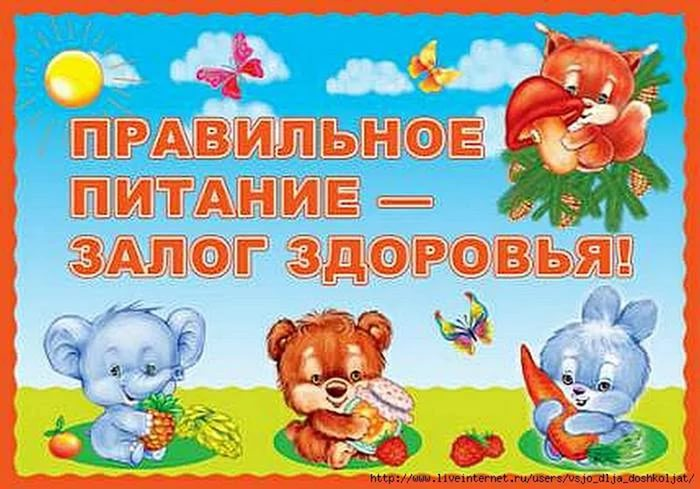 ПРАВИЛЬНОЕ
ПИТАНИЕ —
ЗАЛОГ ЗДОРОВЬЯ!
http://www.liveinternet.ru/users/vsjo_dlja_doshkoljat/